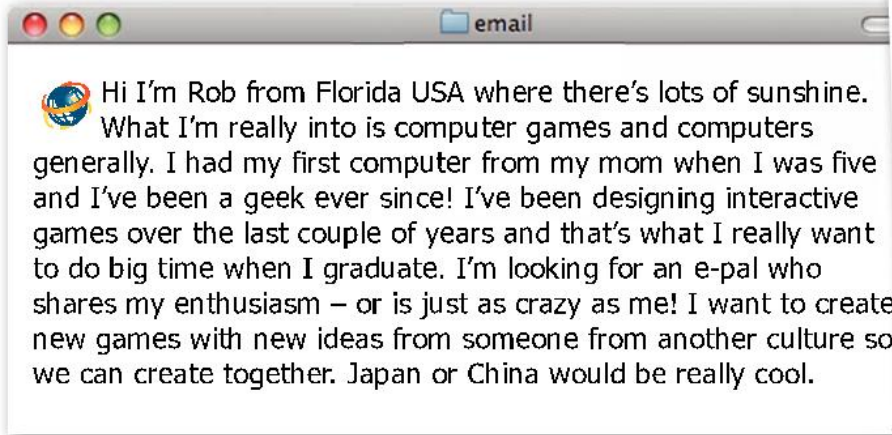 email
Hi I'm Rob from Florida USA where there's lots of sunshine.
What I'm really into is computer games and computers
generally. I had my first computer from my mom when I was five
and I've been a geek ever since! I've been designing interactive
games over the last couple of years and that's what I really want
to do big time when I graduate. I'm looking for an e-pal who
shares my enthusiasm – or is just as crazy as me! I want to create
new games with new ideas from someone from another culture so
we can create together. Japan or China would be really cool.